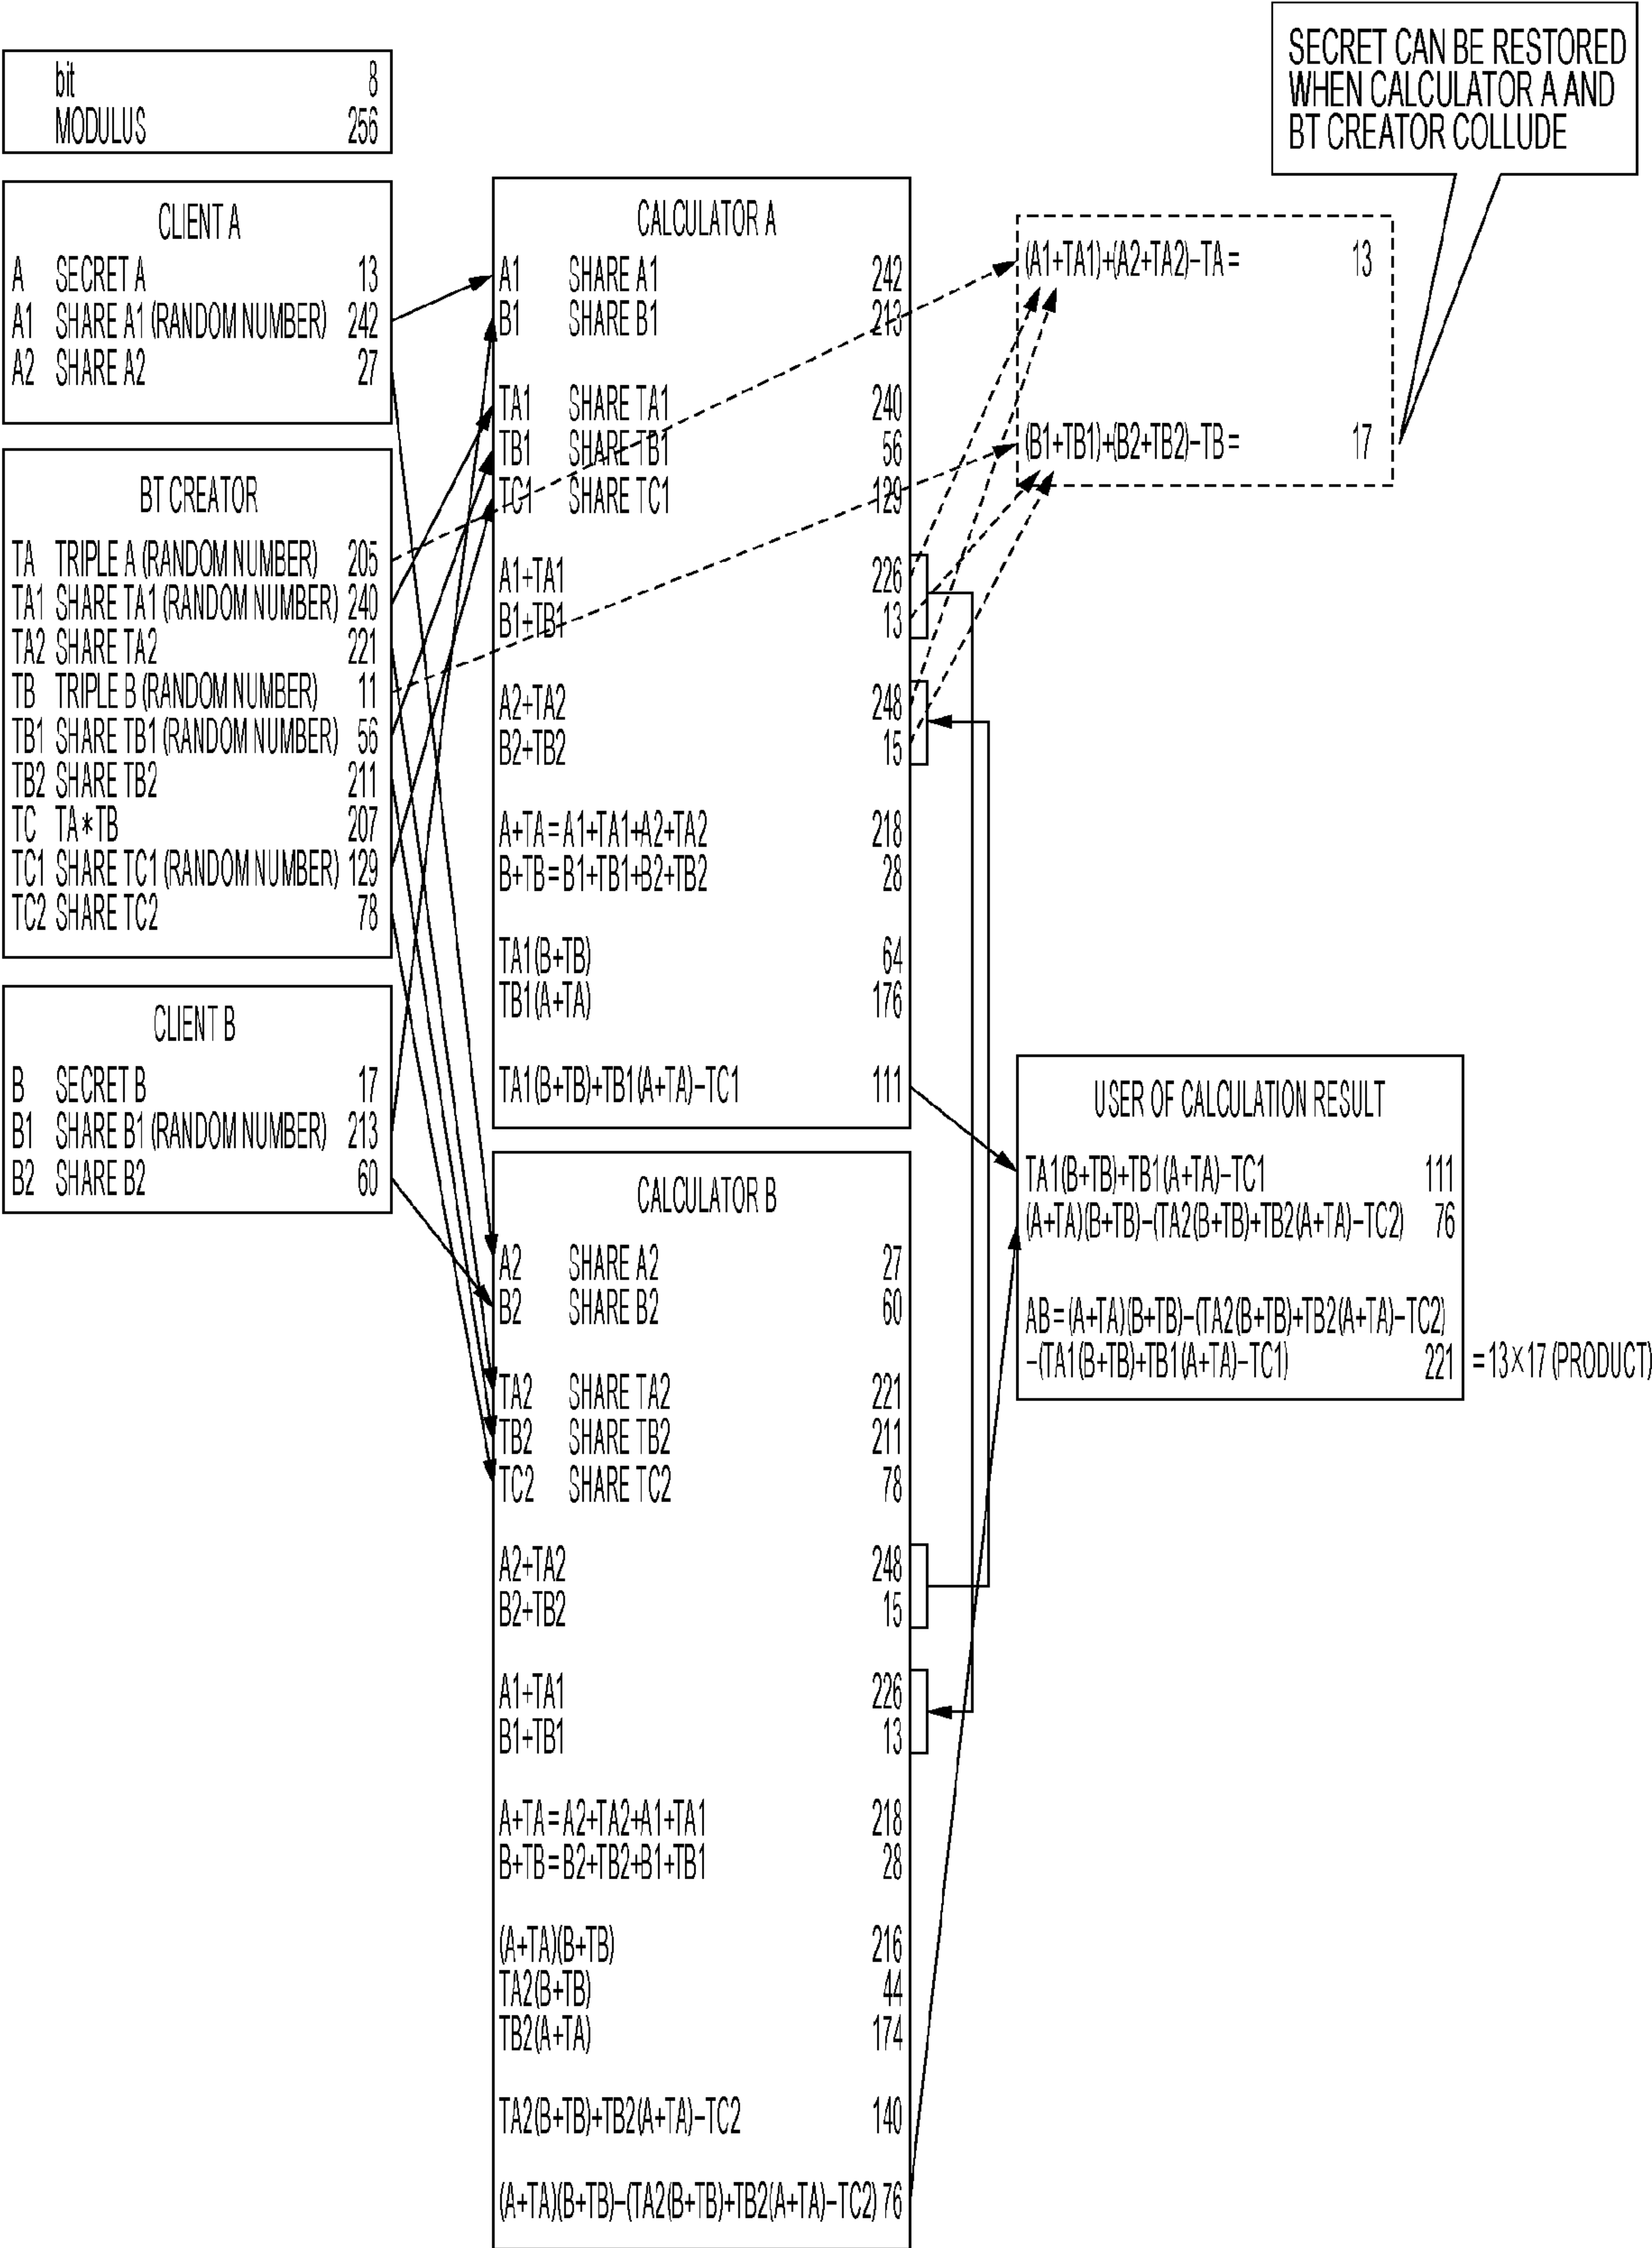 bit 8
MODULUS 256
CLIENT A
A SECRET A 13
A1 SHARE A1 (RANDOM NUMBER) 242
A2 SHARE A2 27
BT CREATOR
TA TRIPLE A (RANDOM NUMBER) 205
TA1 SHARE TA1 (RANDOM NUMBER) 240
TA2 SHARE TA2 221
TB TRIPLE B (RANDOM NUMBER) 11
TB1 SHARE TB1 (RANDOM NUMBER) 56
TB2 SHARE TB2 211
TC TA*TB 207
TC1 SHARE TC1 (RANDOM NUMBER) 129
TC2 SHARE TC2 78
CLIENT B
B SECRET B 17
B1 SHARE B1 (RANDOM NUMBER) 213
B2 SHARE B2 60
CALCULATOR A
A1 SHARE A1 242
B1 SHARE B1 213
TA1 SHARE TA1 240
TB1 SHARE TB1 56
TC1 SHARE TC1 129
A1+TA1 226
B1+TB1 13
A2+TA2 248
B2+TB2 15
A+TA=A1+TA1+A2+TA2 218
B+TB=B1+TB1+B2+TB2 28
TA1(B+TB) 64
TB1(A+TA) 176
TA1(B+TB)+TB1(A+TA)-TC1 111
CALCULATOR B
A2 SHARE A2 27
B2 SHARE B2 60
TA2 SHARE TA2 221
TB2 SHARE TB2 211
TC2 SHARE TC2 78
A2+TA2 248
B2+TB2 15
A1+TA1 226
B1+TB1 13
A+TA=A2+TA2+A1+TA1 218
B+TB=B2+TB2+B1+TB1 28
(A+TA)(B+TB) 216
TA2(B+TB) 44
TB2(A+TA) 174
TA2(B+TB)+TB2(A+TA)-TC2 140
(A+TA)(B+TB)-(TA2(B+TB)+TB2(A+TA)-TC2) 76
SECRET CAN BE RESTORED
WHEN CALCULATOR A AND
BT CREATOR COLLUDE
(A1+TA1)+(A2+TA2)-TA= 13
(B1+TB1)+(B2+TB2)-TB= 17
USER OF CALCULATION RESULT
TA1(B+TB)+TB1(A+TA)-TC1 111
(A+TA)(B+TB)-(TA2(B+TB)+TB2(A+TA)-TC2) 76
AB=(A+TA)(B+TB)-(TA2(B+TB)+TB2(A+TA)-TC2)
-(TA1(B+TB)+TB1(A+TA)-TC1) 221 =13×17 (PRODUCT)